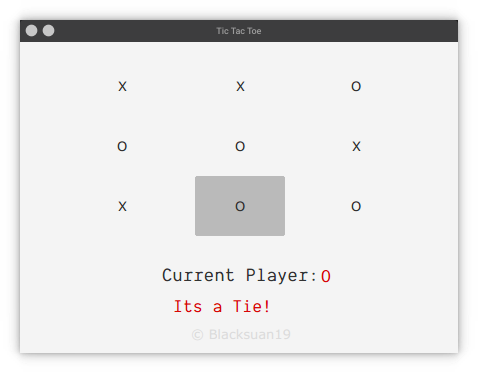 Tic Tac Toe
X X O
O O X
X O O
Current Player: O
Its a Tie!
© Blacksuan19